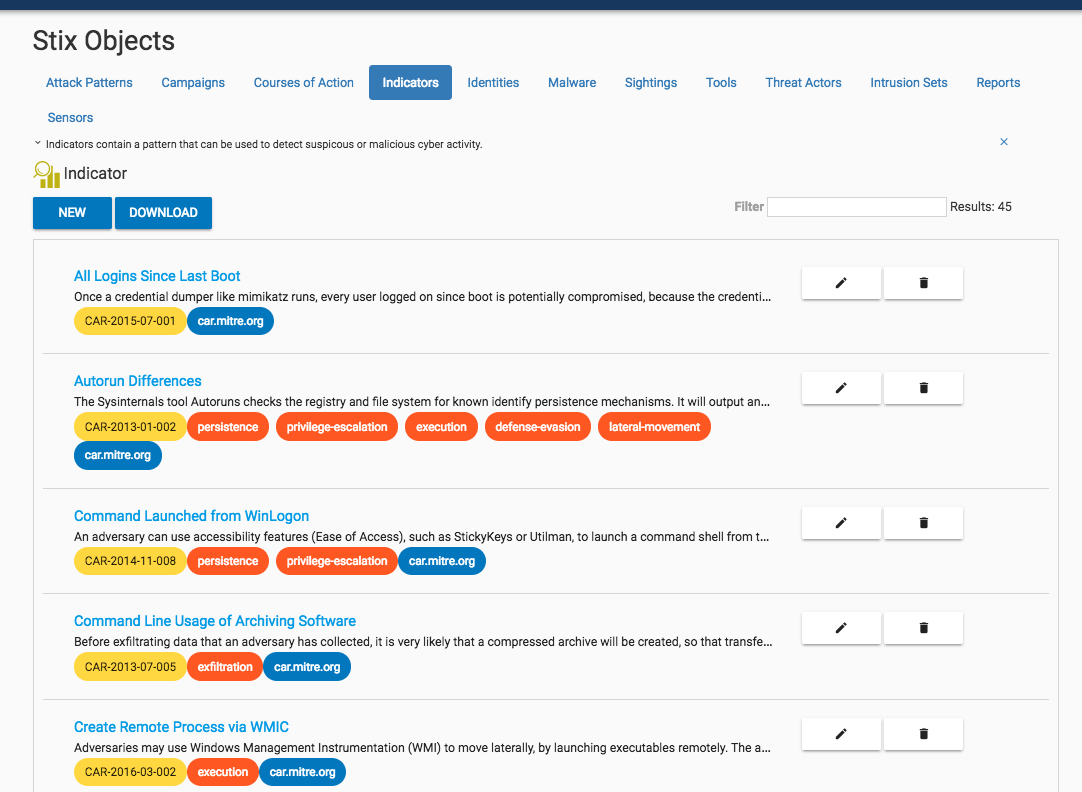 Stix Objects
Attack Patterns Campaigns Courses of Action Indicators Identities Malware Sightings Tools Threat Actors Intrusion Sets Reports
Sensors
Indicators contain a pattern that can be used to detect suspicous or malicious cyber activity.
Indicator
NEW DOWNLOAD Filter Results: 45
All Logins Since Last Boot
Once a credential dumper like mimikatz runs, every user logged on since boot is potentially compromised, because the credenti...
CAR-2015-07-001 car.mitre.org
Autorun Differences
The Sysinternals tool Autoruns checks the registry and file system for known identify persistence mechanisms. It will output an...
CAR-2013-01-002 persistence privilege-escalation execution defense-evasion lateral-movement
car.mitre.org
Command Launched from WinLogon
An adversary can use accessibility features (Ease of Access), such as StickyKeys or Utilman, to launch a command shell from t...
CAR-2014-11-008 persistence privilege-escalation car.mitre.org
Command Line Usage of Archiving Software
Before exfiltrating data that an adversary has collected, it is very likely that a compressed archive will be created, so that transfe...
CAR-2013-07-005 exfiltration car.mitre.org
Create Remote Process via WMIC
Adversaries may use Windows Management Instrumentation (WMI) to move laterally, by launching executables remotely. The a...
CAR-2016-03-002 execution car.mitre.org